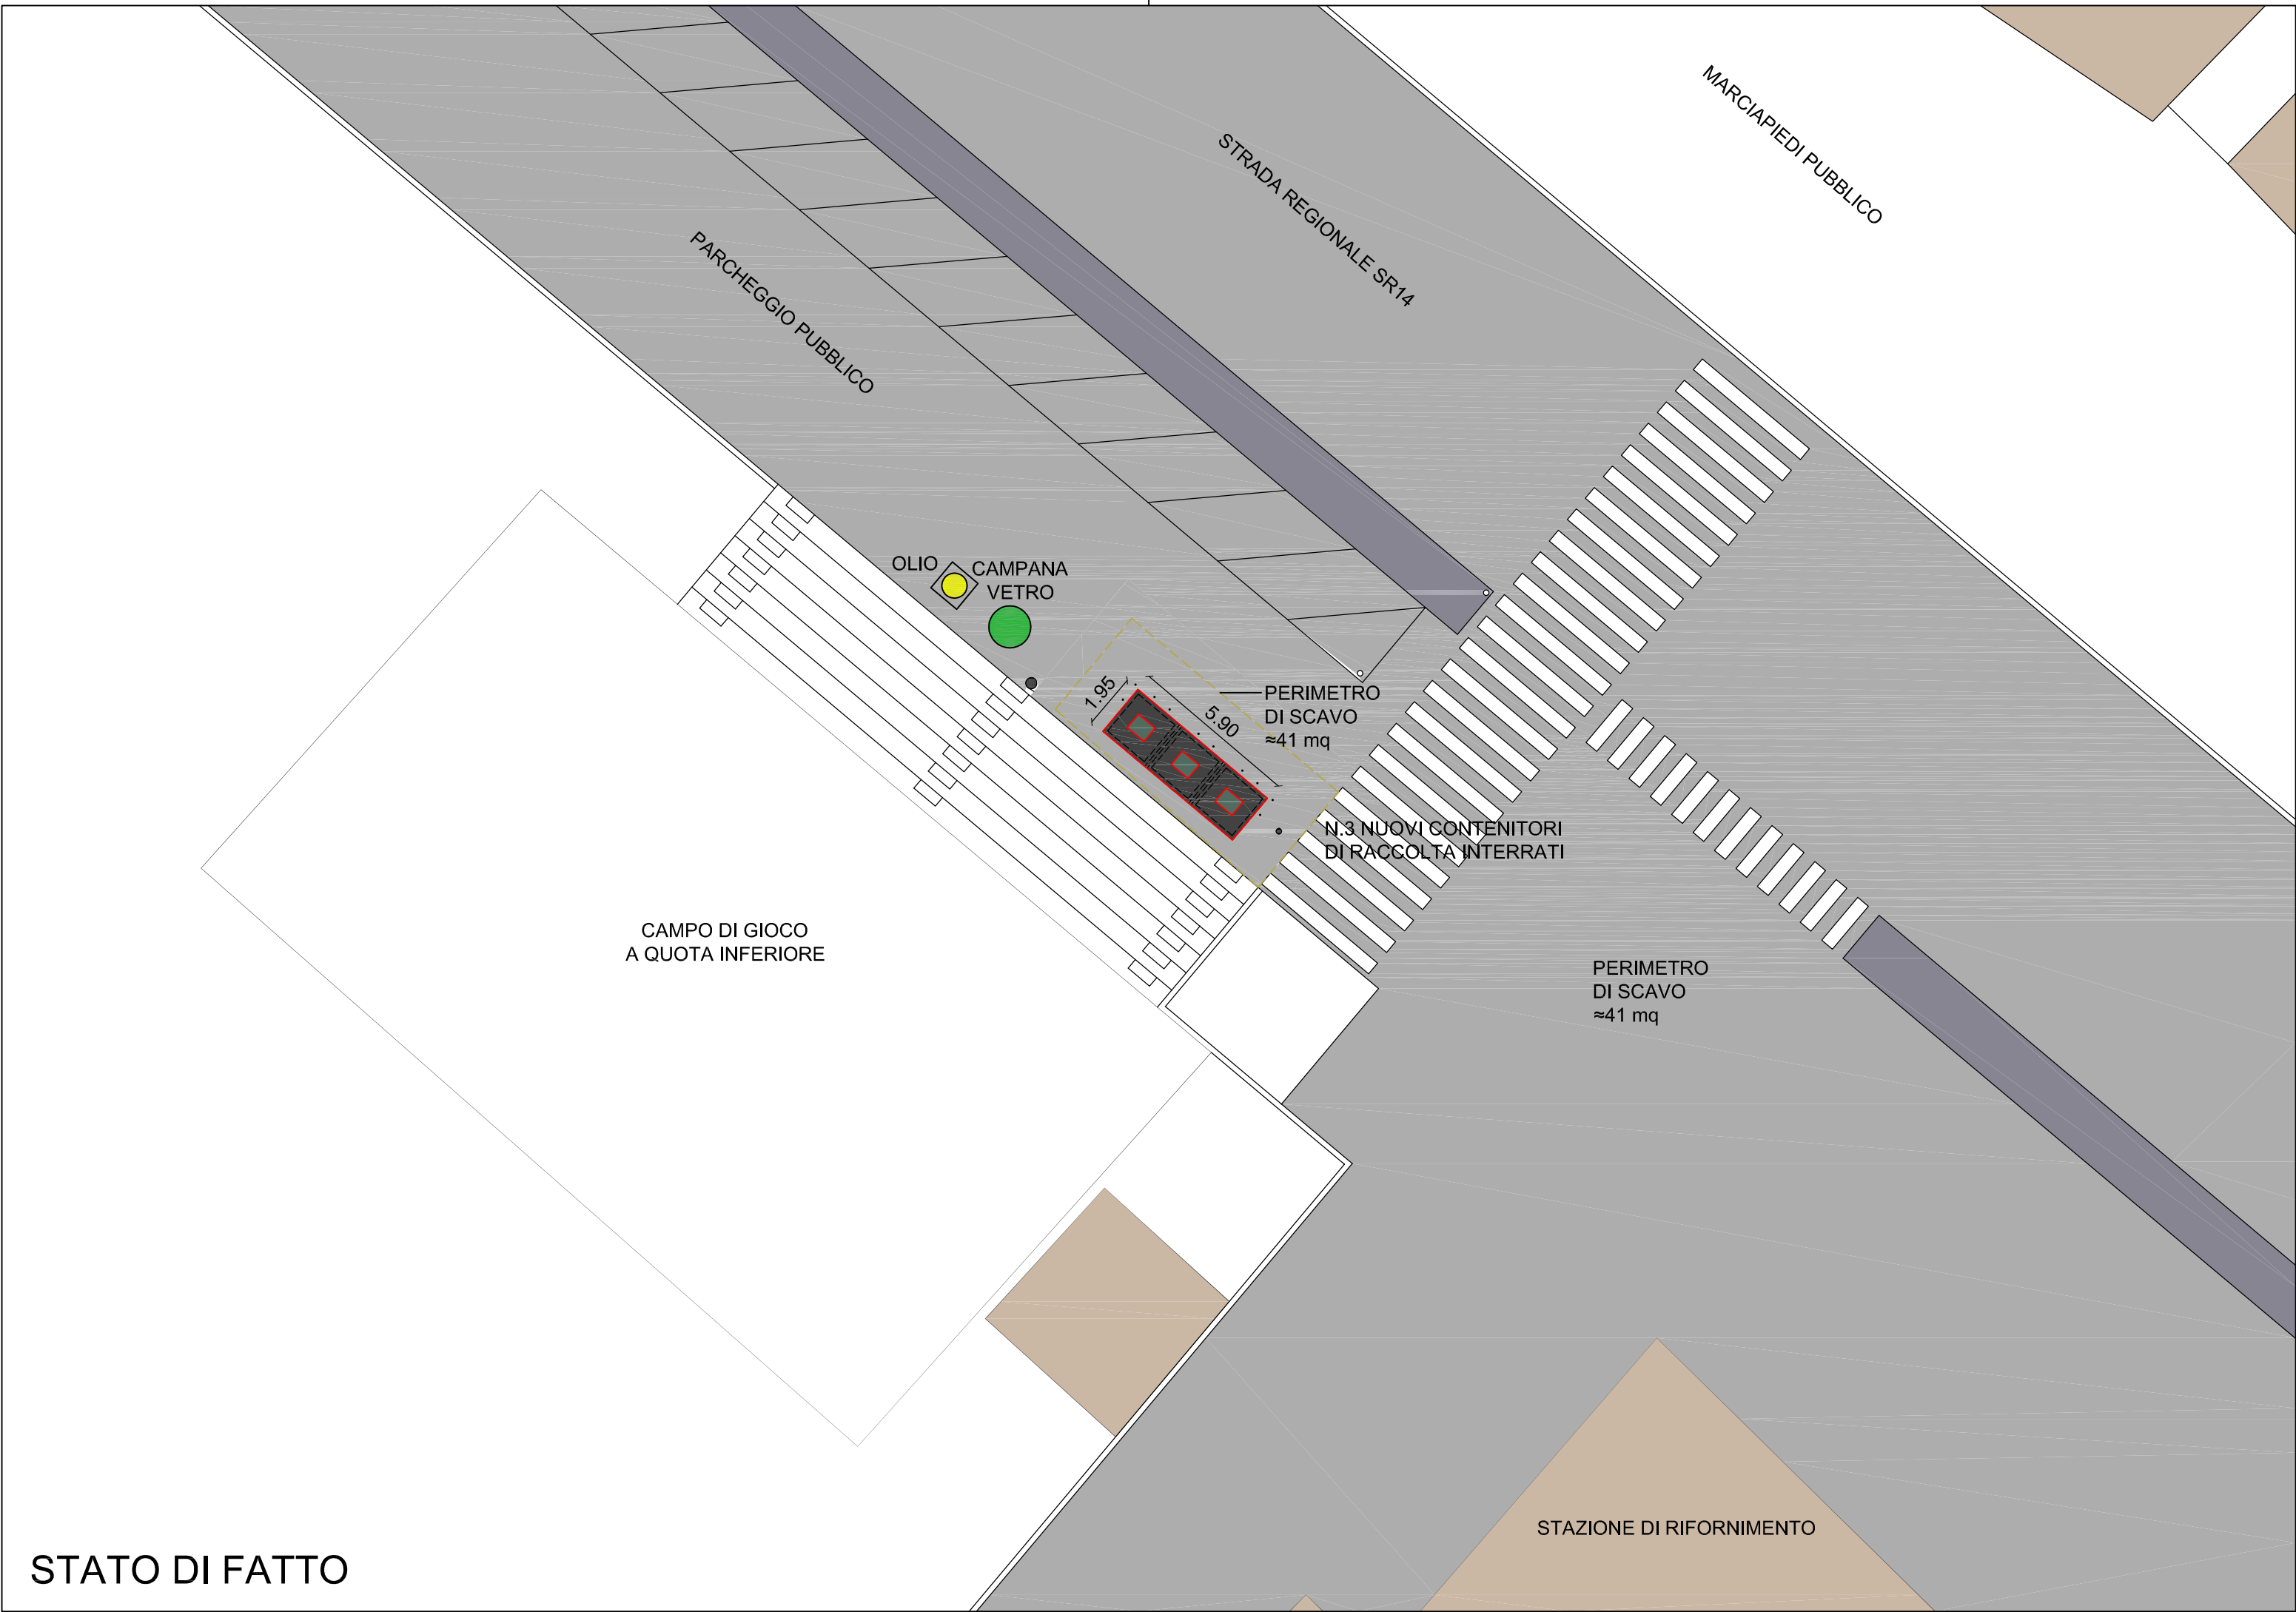 MARCIAPIEDI PUBBLICO
STRADA REGIONALE SR14
PARCHEGGIO PUBBLICO
OLIO
CAMPANA
VETRO
1.95
5.90
PERIMETRO
DI SCAVO
≈41 mq
N.3 NUOVI CONTENITORI
DI RACCOLTA INTERRATI
CAMPO DI GIOCO
A QUOTA INFERIORE
PERIMETRO
DI SCAVO
≈41 mq
STAZIONE DI RIFORNIMENTO
STATO DI FATTO